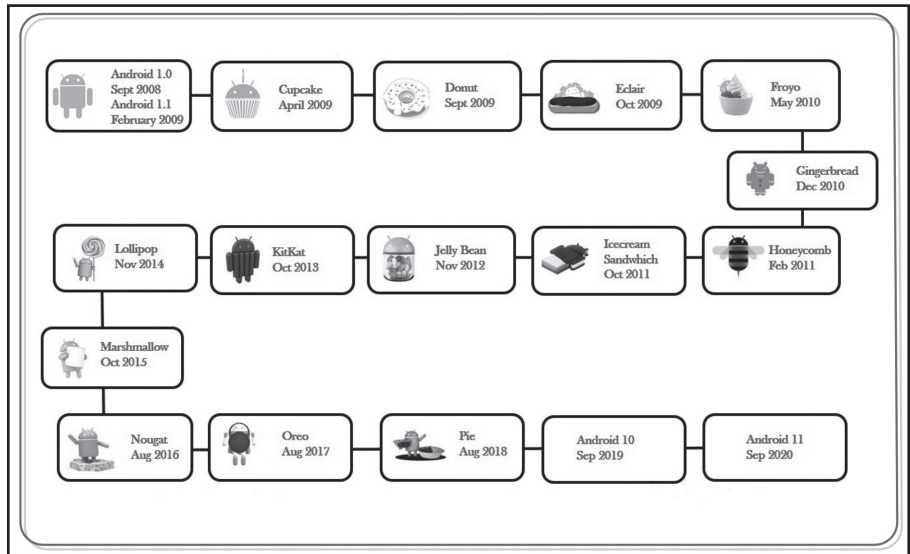 Android 1.0
Sept 2008
Android 1.1
February 2009
Cupcake
April 2009
Donut
Sept 2009
Eclair
Oct 2009
Froyo
May 2010
Gingerbread
Dec 2010
Honeycomb
Feb 2011
Icecream
Sandwhich
Oct 2011
Jelly Bean
Nov 2012
KitKat
Oct 2013
Lollipop
Nov 2014
Marshmallow
Oct 2015
Nougat
Aug 2016
Oreo
Aug 2017
Pie
Aug 2018
Android 10
Sep 2019
Android 11
Sep 2020